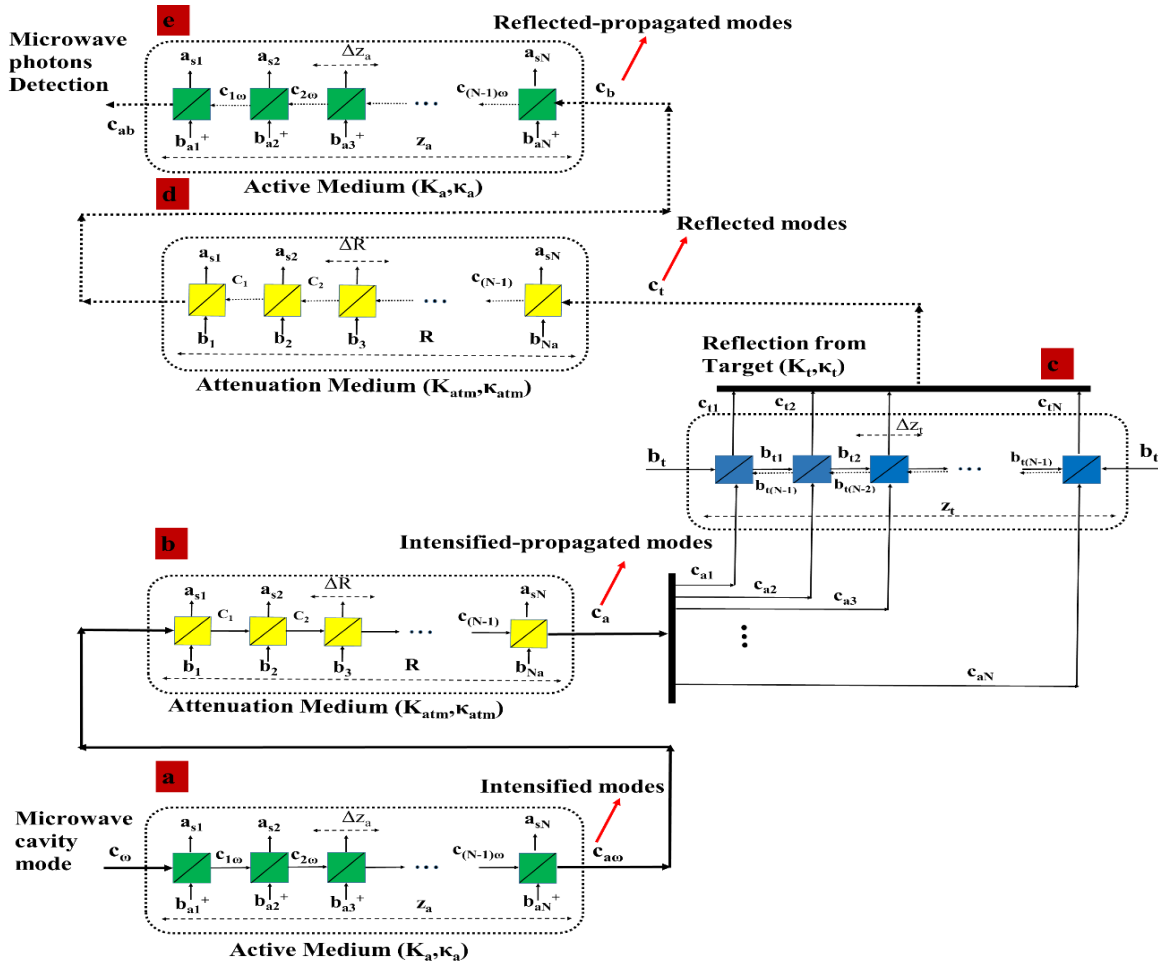 e
Reflected-propagated modes
Microwave
photons
Detection
a_s1 a_s2 Δz_a a_sN
c_1ω c_2ω ... c_(N-1)ω c_b
c_ab
b_a1^+ b_a2^+ b_a3^+ z_a b_aN^+
Active Medium (K_a,κ_a)
d
Reflected modes
a_s1 a_s2 ΔR a_sN
C_1 C_2 ... c_(N-1) c_t
b_1 b_2 b_3 R b_Na
Attenuation Medium (K_atm,κ_atm)
Reflection from
Target (K_t,κ_t)
c
c_t1 c_t2 c_tN
Δz_t
b_t b_t1 b_t2 ... b_t(N-1) b_t
b_t(N-1) b_t(N-2)
z_t
b
Intensified-propagated modes
a_s1 a_s2 ΔR a_sN
C_1 C_2 ... c_(N-1) c_a
b_1 b_2 b_3 R b_Na
Attenuation Medium (K_atm,κ_atm)
c_a1
c_a2
c_a3
...
c_aN
a
Intensified modes
Microwave
cavity
mode
a_s1 a_s2 Δz_a a_sN
c_ω c_1ω c_2ω ... c_(N-1)ω c_aω
b_a1^+ b_a2^+ b_a3^+ z_a b_aN^+
Active Medium (K_a,κ_a)